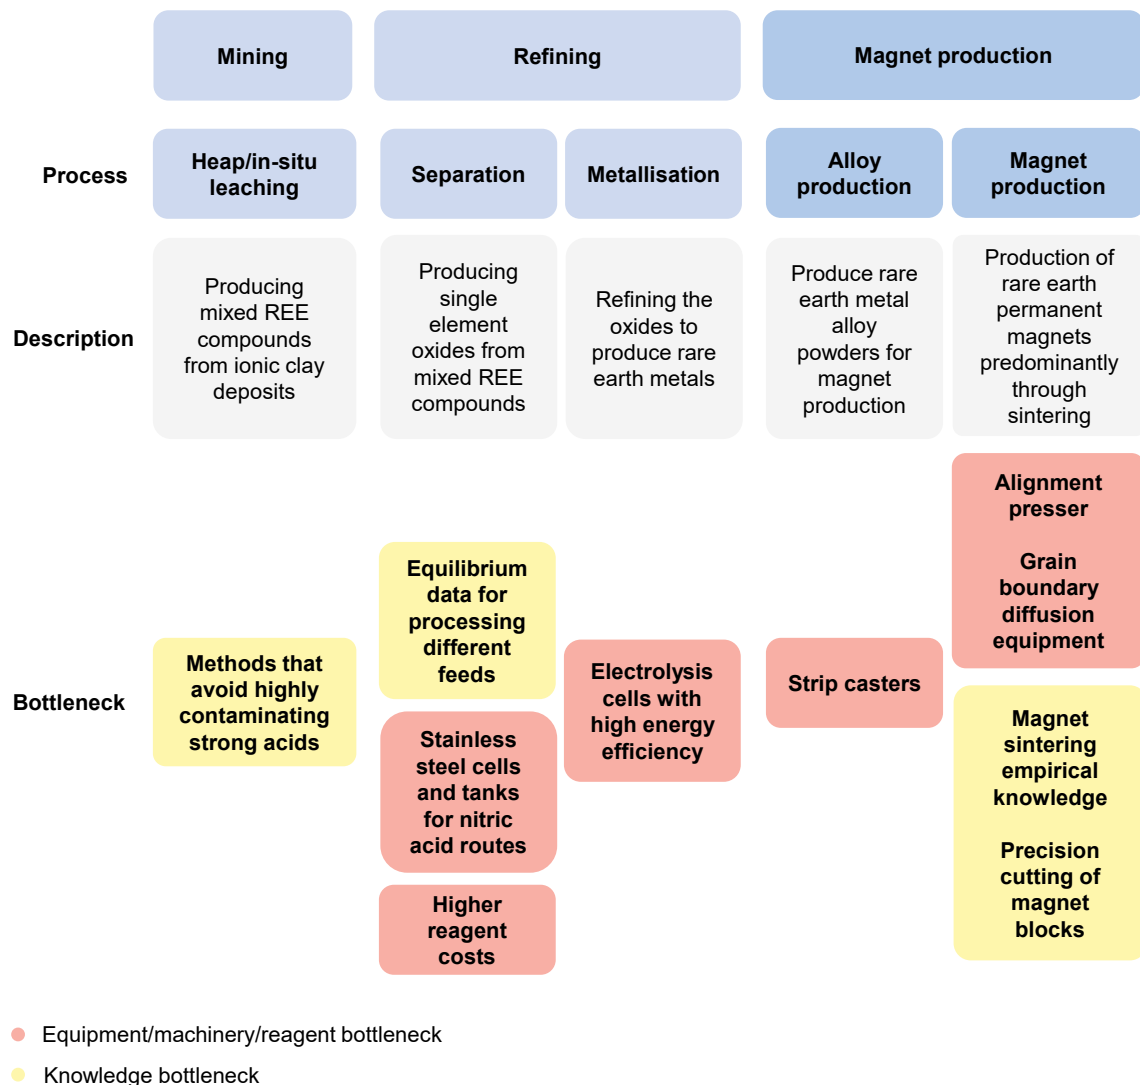 Mining
Refining
Magnet production
Process
Heap/in-situ
leaching
Separation
Metallisation
Alloy
production
Magnet
production
Description
Producing
mixed REE
compounds
from ionic clay
deposits
Producing
single
element
oxides from
mixed REE
compounds
Refining the
oxides to
produce rare
earth metals
Produce rare
earth metal
alloy
powders for
magnet
production
Production of
rare earth
permanent
magnets
predominantly
through
sintering
Bottleneck
Methods that
avoid highly
contaminating
strong acids
Equilibrium
data for
processing
different
feeds
Stainless
steel cells
and tanks
for nitric
acid routes
Higher
reagent
costs
Electrolysis
cells with
high energy
efficiency
Strip casters
Alignment
presser
Grain
boundary
diffusion
equipment
Magnet
sintering
empirical
knowledge
Precision
cutting of
magnet
blocks
Equipment/machinery/reagent bottleneck
Knowledge bottleneck